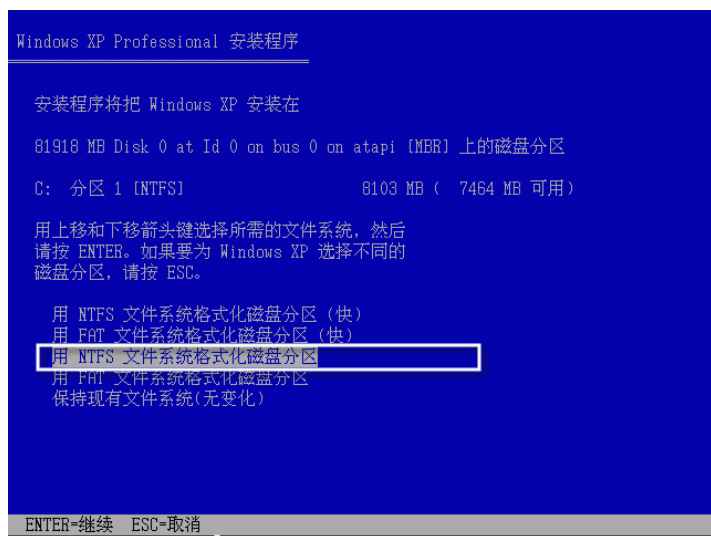 Windows XP Professional 安装程序
安装程序将把 Windows XP 安装在
81918 MB Disk 0 at Id 0 on bus 0 on atapi [MBR] 上的磁盘分区
C: 分区 1 [NTFS] 8103 MB ( 7464 MB 可用)
用上移和下移箭头键选择所需的文件系统，然后
请按 ENTER。如果要为 Windows XP 选择不同的
磁盘分区，请按 ESC。
用 NTFS 文件系统格式化磁盘分区(快)
用 FAT 文件系统格式化磁盘分区(快)
用 NTFS 文件系统格式化磁盘分区
用 FAT 文件系统格式化磁盘分区
保持现有文件系统(无变化)
ENTER=继续 ESC=取消